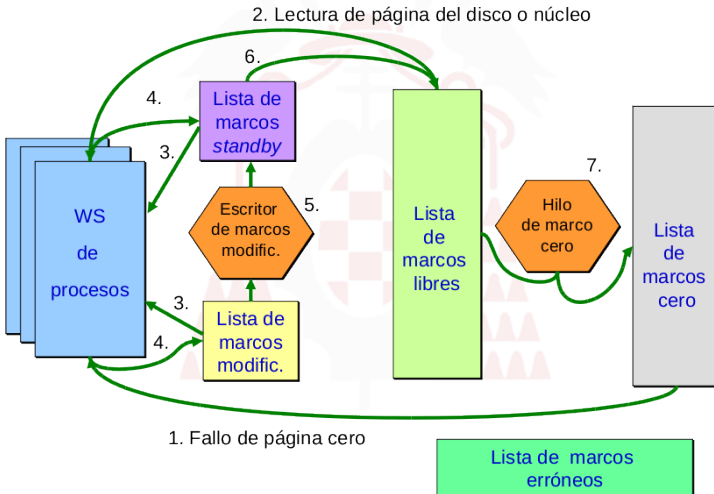 2. Lectura de página del disco o núcleo
6.
4.
Lista de
marcos
standby
3.
7.
WS
de
procesos
Escritor
de marcos
modific.
5.
Lista
de
marcos
libres
Hilo
de marco
cero
Lista
de
marcos
cero
3.
4.
Lista de
marcos
modific.
1. Fallo de página cero
Lista de marcos
erróneos